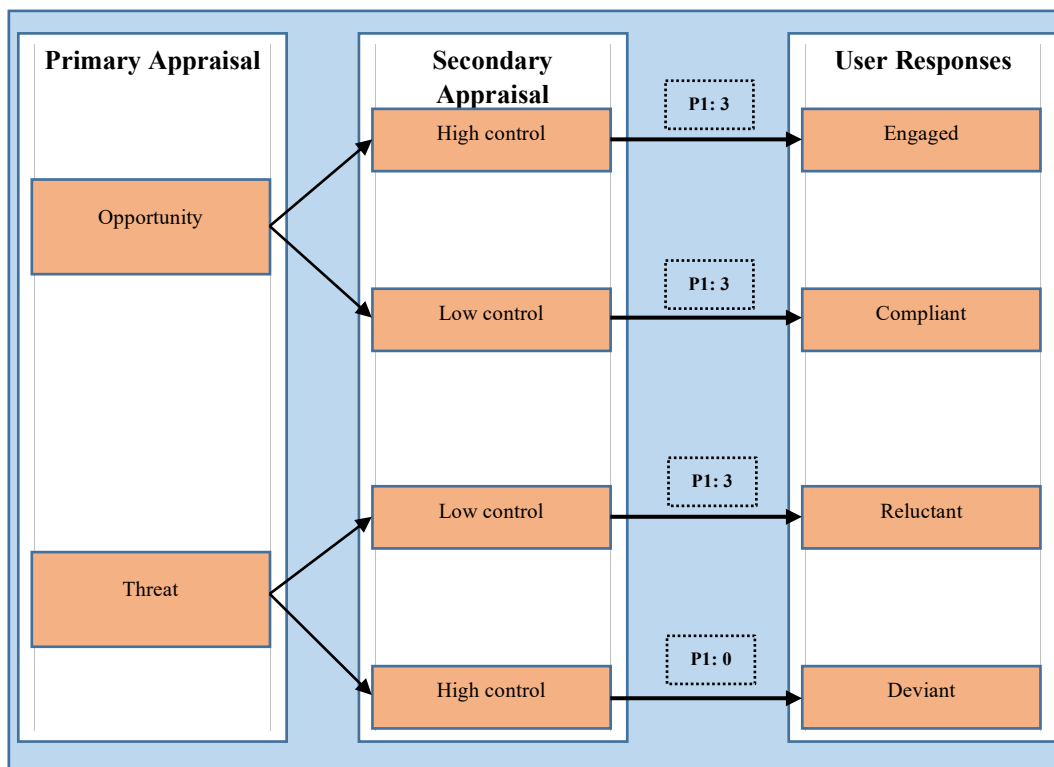 Primary Appraisal
Secondary
Appraisal
User Responses
P1: 3
High control
Engaged
Opportunity
P1: 3
Low control
Compliant
P1: 3
Low control
Reluctant
Threat
P1: 0
High control
Deviant